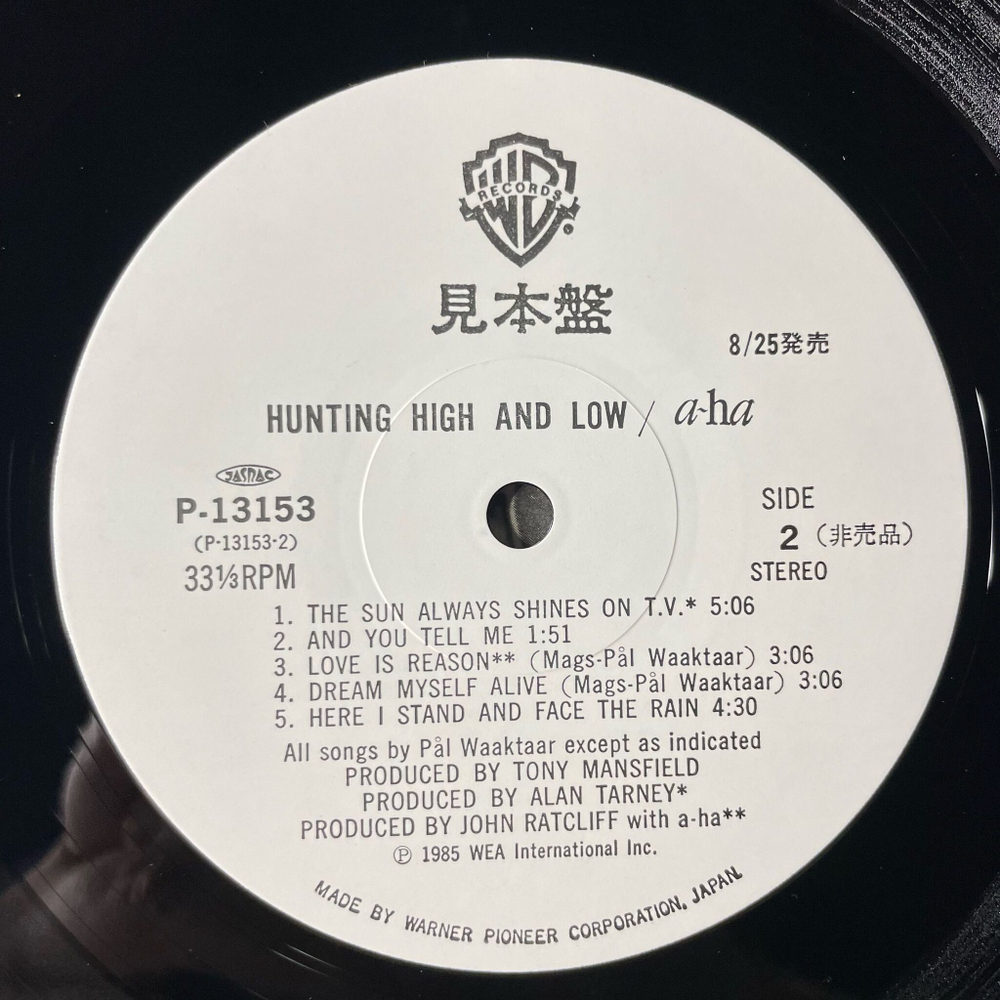 WB
RECORDS
見本盤
8/25発売
HUNTING HIGH AND LOW / a-ha
JASRAC
P-13153
(P-13153-2)
33⅓RPM
SIDE
2 (非売品)
STEREO
1. THE SUN ALWAYS SHINES ON T.V.* 5:06
2. AND YOU TELL ME 1:51
3. LOVE IS REASON** (Mags-Pål Waaktaar) 3:06
4. DREAM MYSELF ALIVE (Mags-Pål Waaktaar) 3:06
5. HERE I STAND AND FACE THE RAIN 4:30
All songs by Pål Waaktaar except as indicated
PRODUCED BY TONY MANSFIELD
PRODUCED BY ALAN TARNEY*
PRODUCED BY JOHN RATCLIFF with a-ha**
Ⓟ 1985 WEA International Inc.
MADE BY WARNER PIONEER CORPORATION, JAPAN.